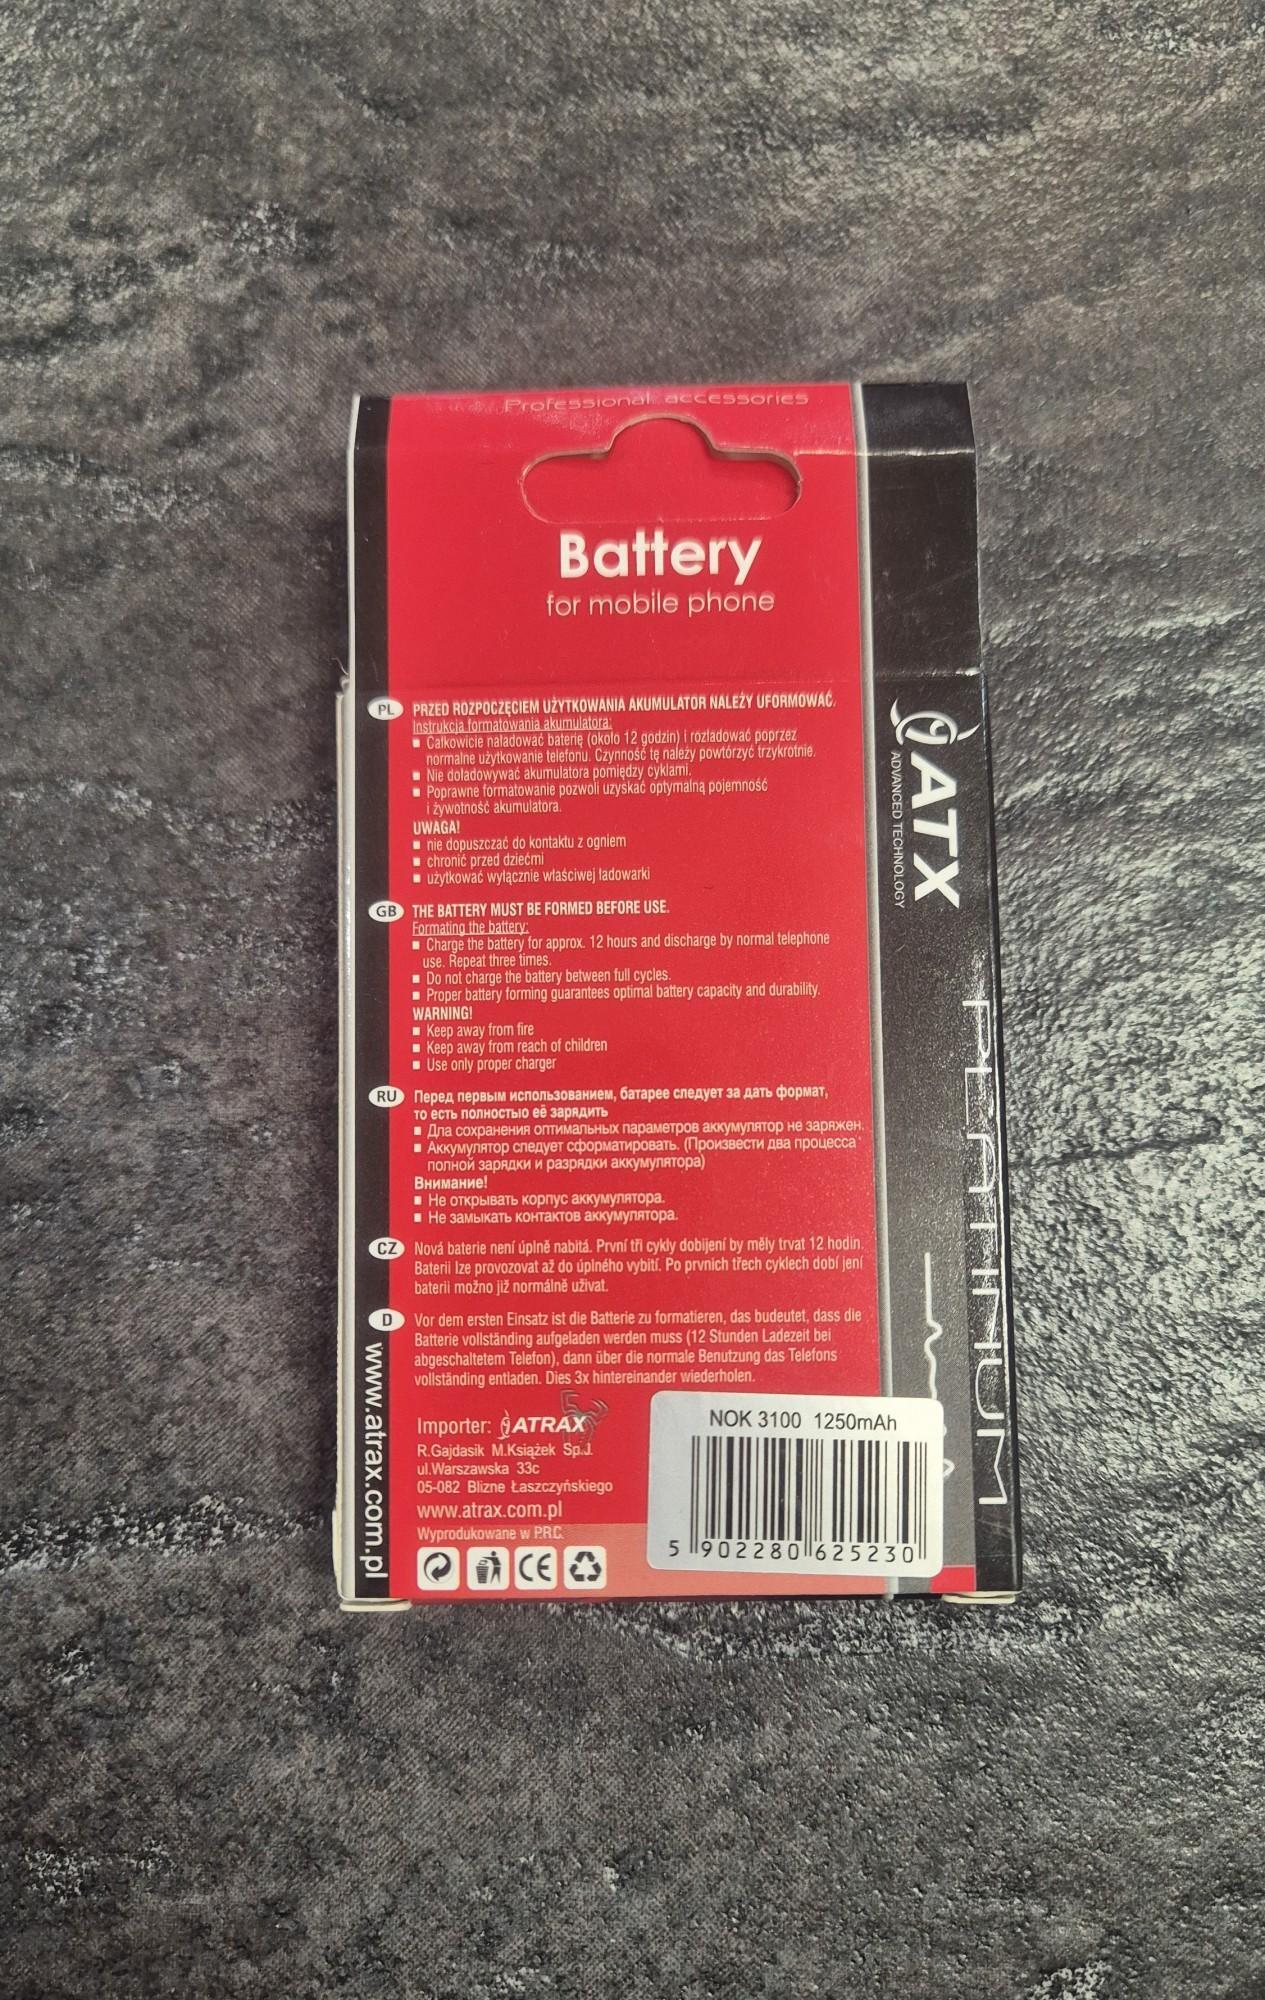 Professional accessories
Battery
for mobile phone
PL PRZED ROZPOCZĘCIEM UŻYTKOWANIA AKUMULATOR NALEŻY UFORMOWAĆ.
Instrukcja formatowania akumulatora:
■ Całkowicie naładować baterię (około 12 godzin) i rozładować poprzez
normalne użytkowanie telefonu. Czynność tę należy powtórzyć trzykrotnie.
■ Nie doładowywać akumulatora pomiędzy cyklami.
■ Poprawne formatowanie pozwoli uzyskać optymalną pojemność
i żywotność akumulatora.
UWAGA!
■ nie dopuszczać do kontaktu z ogniem
■ chronić przed dziećmi
■ użytkować wyłącznie właściwej ładowarki
GB THE BATTERY MUST BE FORMED BEFORE USE.
Formating the battery:
■ Charge the battery for approx. 12 hours and discharge by normal telephone
use. Repeat three times.
■ Do not charge the battery between full cycles.
■ Proper battery forming guarantees optimal battery capacity and durability.
WARNING!
■ Keep away from fire
■ Keep away from reach of children
■ Use only proper charger
RU Перед первым использованием, батарее следует за дать формат,
то есть полностью её зарядить
■ Дла сохранения оптимальных параметров аккумулятор не заряжен.
■ Аккумулятор следует сформатировать. (Произвести два процесса
полной зарядки и разрядки аккумулятора)
Внимание!
■ Не открывать корпус аккумулятора.
■ Не замыкать контактов аккумулятора.
CZ Nová baterie není úplně nabitá. První tři cykly dobijení by měly trvat 12 hodin.
Baterii lze provozovat až do úplného vybití. Po prvnich třech cyklech dobí jení
baterii možno již normálně uživat.
D Vor dem ersten Einsatz ist die Batterie zu formatieren, das budeutet, dass die
Batterie vollständing aufgeladen werden muss (12 Stunden Ladezeit bei
abgeschaltetem Telefon), dann über die normale Benutzung das Telefons
vollständing entladen. Dies 3x hintereinander wiederholen.
Importer: ATRAX
R.Gajdasik M.Książek Sp.J.
ul.Warszawska 33c
05-082 Blizne Łaszczyńskiego
www.atrax.com.pl
Wyprodukowane w P.R.C.
CE
NOK 3100 1250mAh
5 902280 625230
www.atrax.com.pl
ATX
ADVANCED TECHNOLOGY
PLATINUM